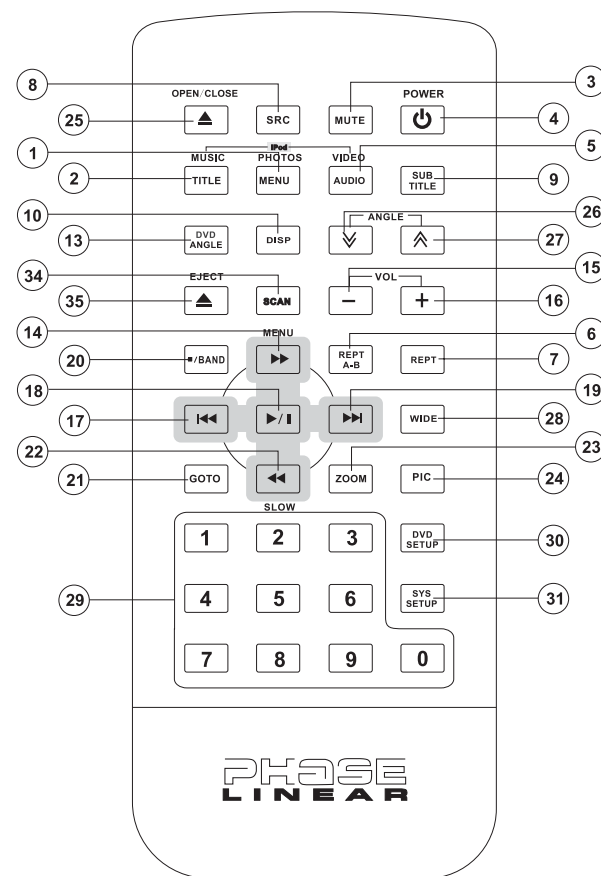 3
8
OPEN/CLOSE POWER
25 SRC MUTE 4
1 iPod 5
MUSIC PHOTOS VIDEO
2 TITLE MENU AUDIO SUB TITLE 9
10 26
13 DVD ANGLE DISP ANGLE 27
34 15
EJECT VOL
35 SCAN − + 16
14 MENU 6
20 ■/BAND ▶▶ REPT A-B REPT 7
18 19
17 |◀◀ ▶/❙❙ ▶▶| WIDE 28
22 23
21 GOTO ◀◀ ZOOM PIC 24
SLOW
1 2 3 DVD SETUP 30
29 4 5 6 SYS SETUP 31
7 8 9 0
PHASE
LINEAR